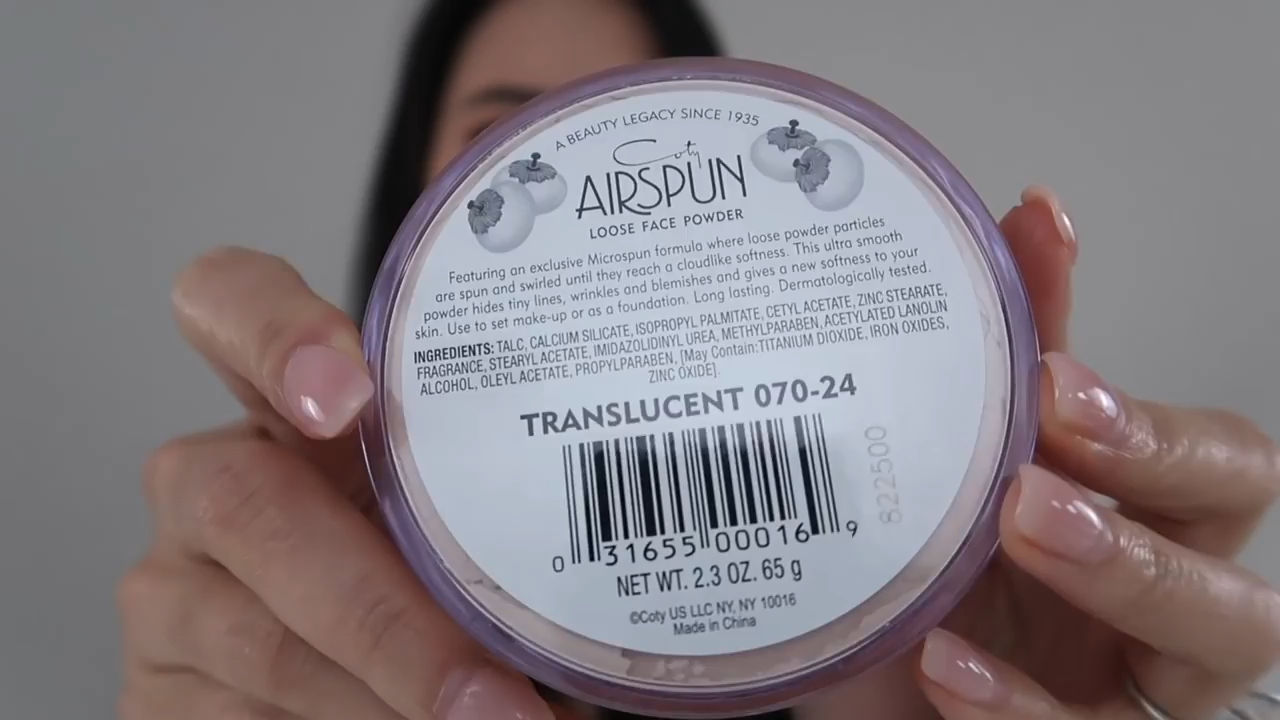 A BEAUTY LEGACY SINCE 1935
Coty
AIRSPUN
LOOSE FACE POWDER
Featuring an exclusive Microspun formula where loose powder particles
are spun and swirled until they reach a cloudlike softness. This ultra smooth
powder hides tiny lines, wrinkles and blemishes and gives a new softness to your
skin. Use to set make-up or as a foundation. Long lasting. Dermatologically tested.
INGREDIENTS: TALC, CALCIUM SILICATE, ISOPROPYL PALMITATE, CETYL ACETATE, ZINC STEARATE,
FRAGRANCE, STEARYL ACETATE, IMIDAZOLIDINYL UREA, METHYLPARABEN, ACETYLATED LANOLIN
ALCOHOL, OLEYL ACETATE, PROPYLPARABEN, [May Contain:TITANIUM DIOXIDE, IRON OXIDES,
ZINC OXIDE].
TRANSLUCENT 070-24
822500
0 31655 00016 9
NET WT. 2.3 OZ. 65 g
©Coty US LLC NY, NY 10016
Made in China